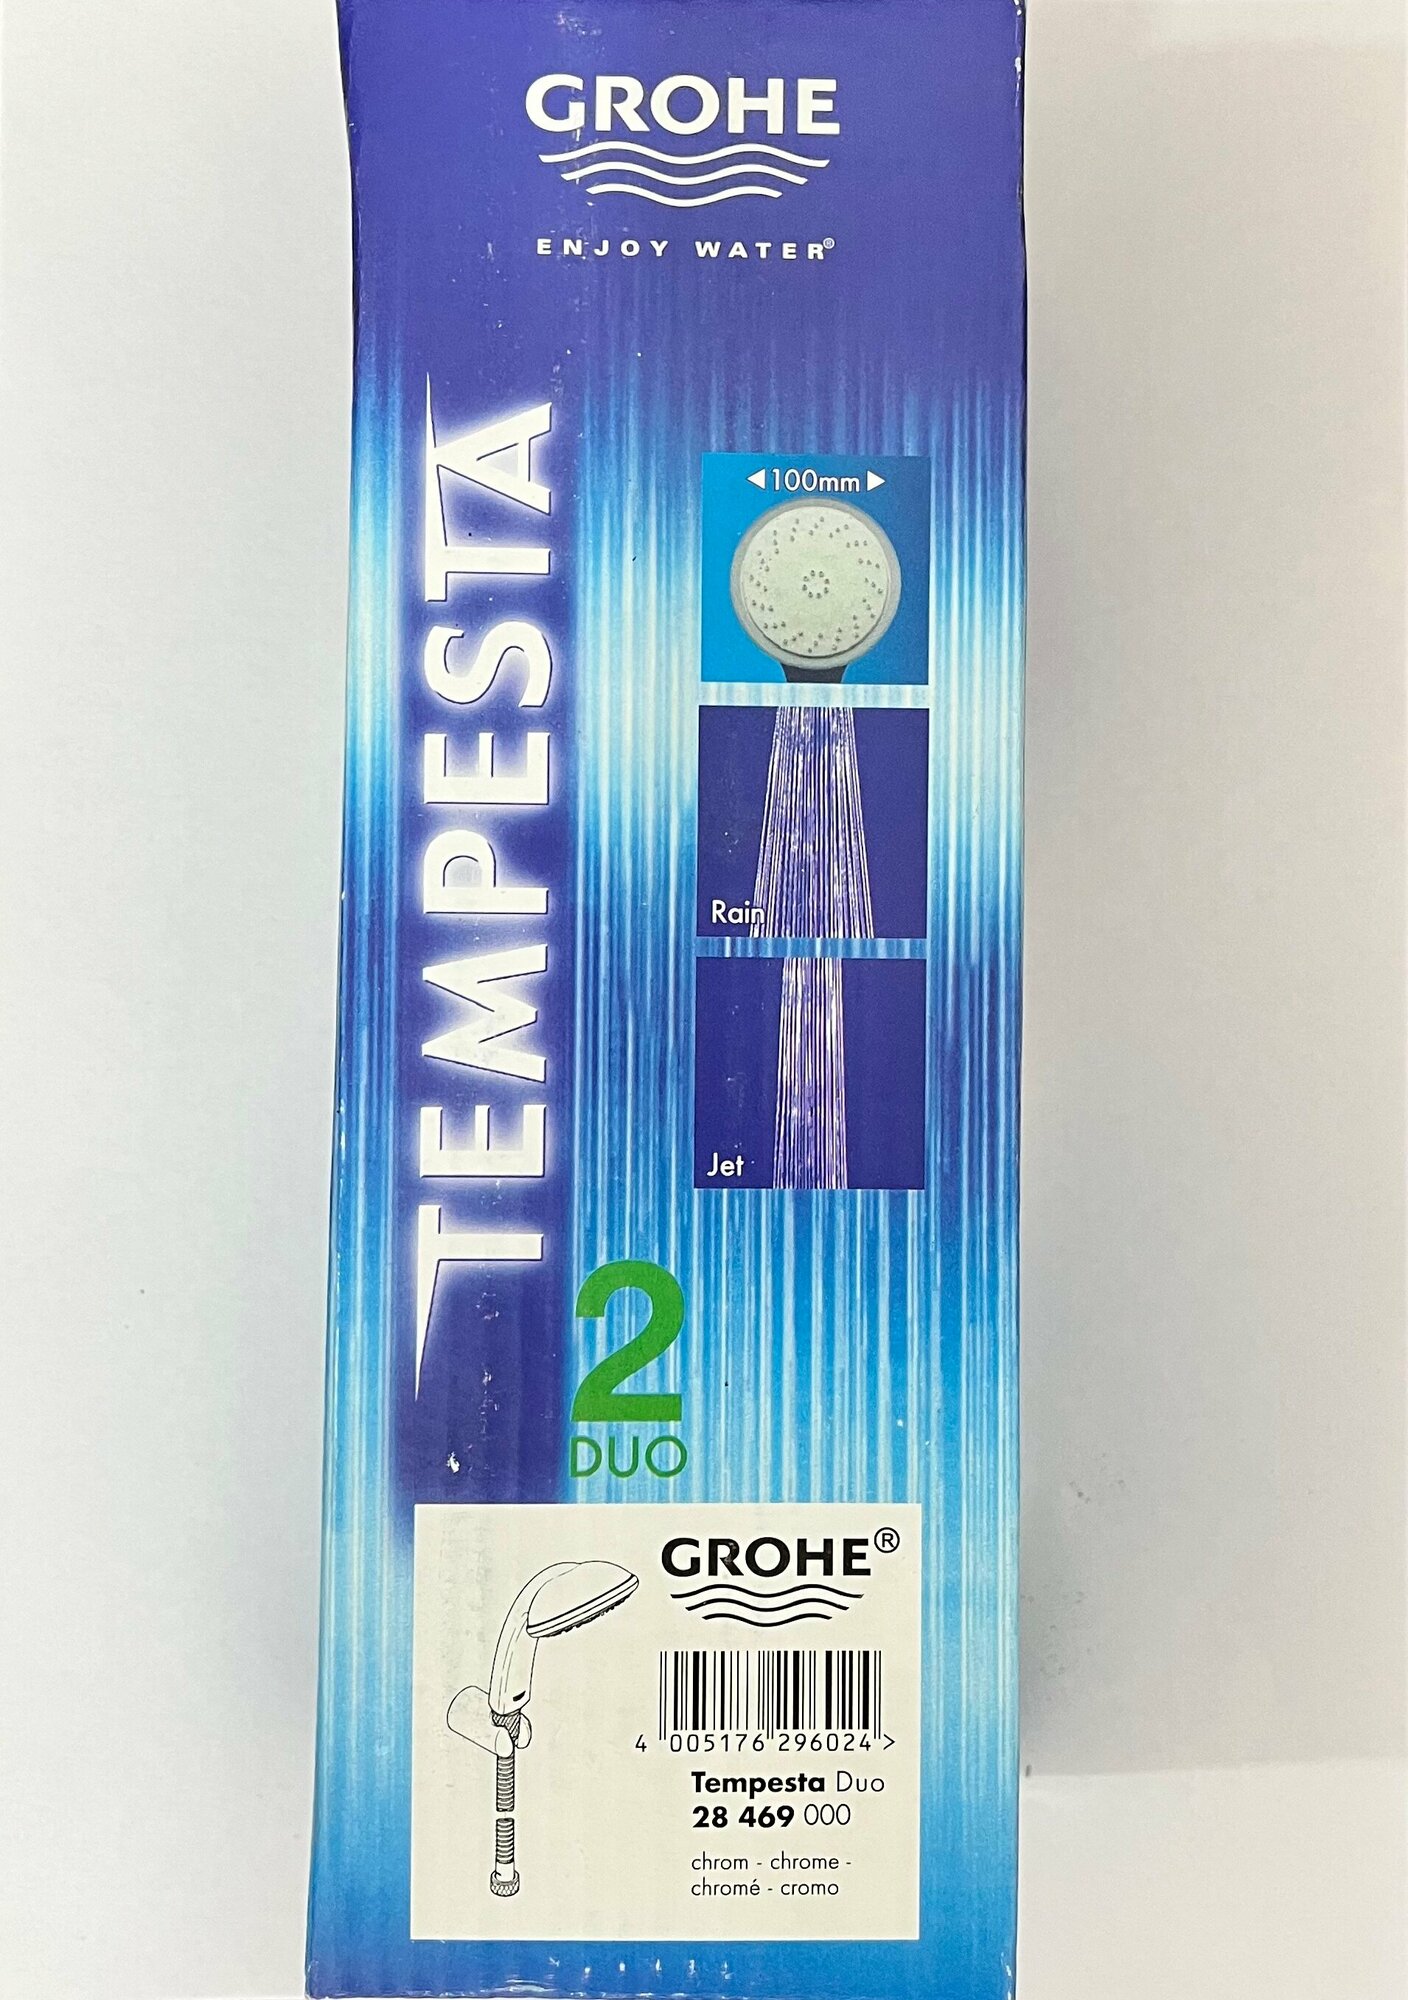 GROHE
ENJOY WATER®
TEMPESTA
◄100mm►
Rain
Jet
2
DUO
GROHE®
4 005176 296024 >
Tempesta Duo
28 469 000
chrom - chrome -
chromé - cromo